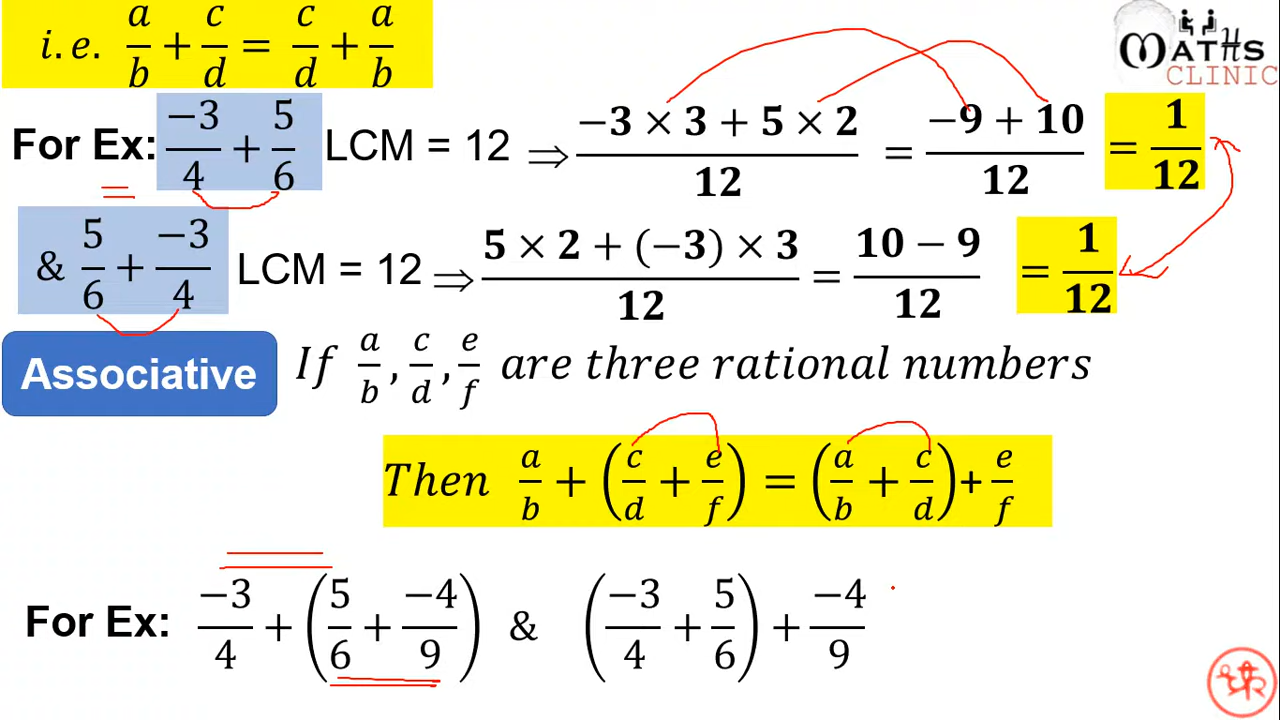 i.e. a/b + c/d = c/d + a/b
MATHS
CLINIC
For Ex: -3/4 + 5/6 LCM = 12 ⇒ (-3 × 3 + 5 × 2)/12 = (-9 + 10)/12 = 1/12
& 5/6 + -3/4 LCM = 12 ⇒ (5 × 2 + (-3) × 3)/12 = (10 - 9)/12 = 1/12
Associative If a/b, c/d, e/f are three rational numbers
Then a/b + (c/d + e/f) = (a/b + c/d) + e/f
For Ex: -3/4 + (5/6 + -4/9) & (-3/4 + 5/6) + -4/9